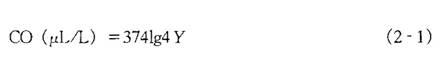 CO (μL/L) =374lg4Y (2-1)